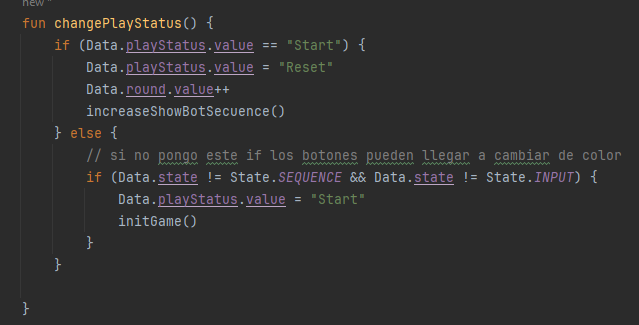 new *
fun changePlayStatus() {
    if (Data.playStatus.value == "Start") {
        Data.playStatus.value = "Reset"
        Data.round.value++
        increaseShowBotSecuence()
    } else {
        // si no pongo este if los botones pueden llegar a cambiar de color
        if (Data.state != State.SEQUENCE && Data.state != State.INPUT) {
            Data.playStatus.value = "Start"
            initGame()
        }
    }
}